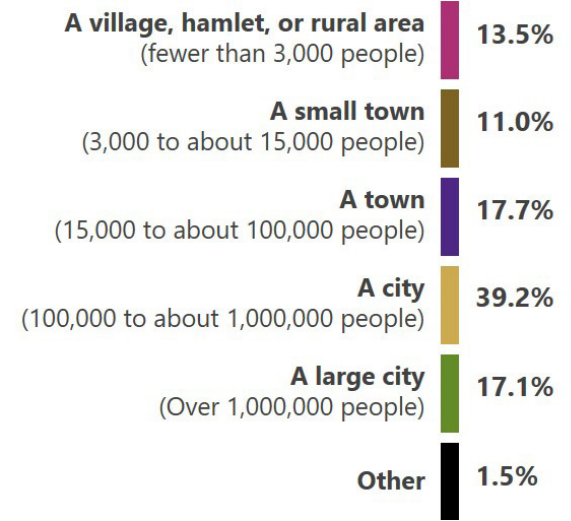 A village, hamlet, or rural area
(fewer than 3,000 people)
13.5%
A small town
(3,000 to about 15,000 people)
11.0%
A town
(15,000 to about 100,000 people)
17.7%
A city
(100,000 to about 1,000,000 people)
39.2%
A large city
(Over 1,000,000 people)
17.1%
Other
1.5%